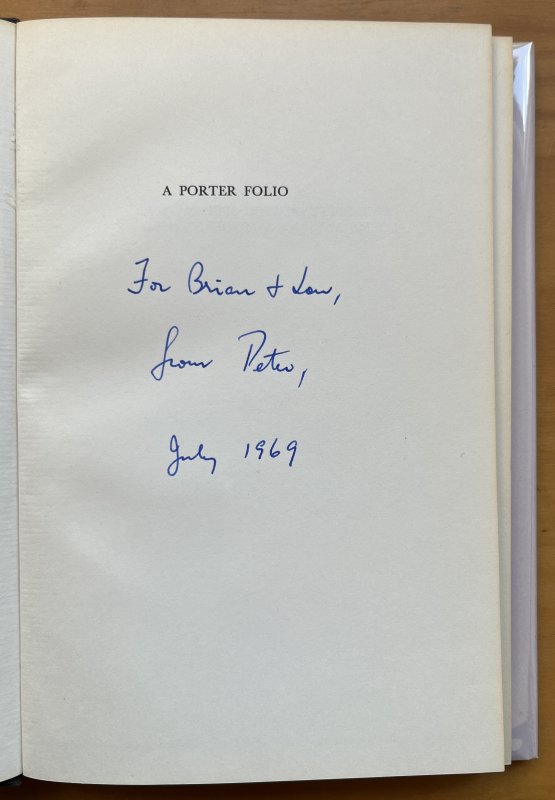 A PORTER FOLIO
For Brian & Lou,
from Peter,
July 1969